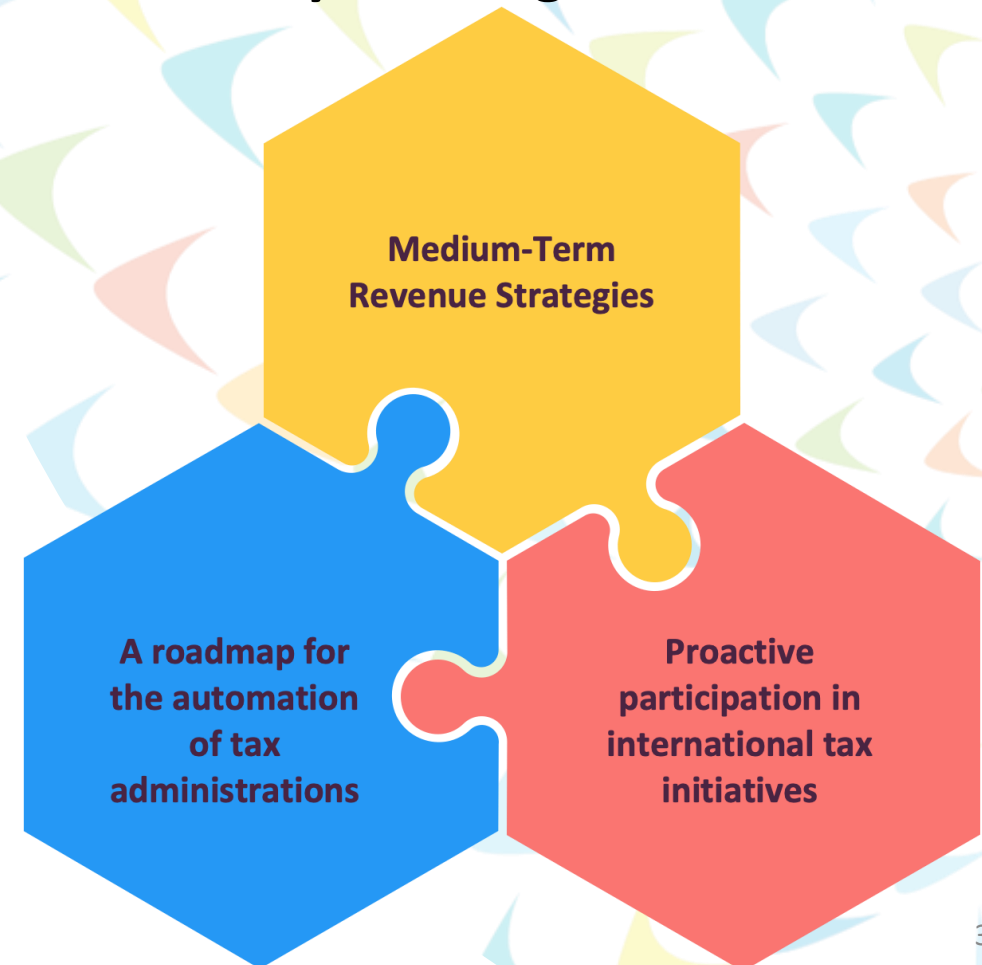 Medium-Term
Revenue Strategies
A roadmap for
the automation
of tax
administrations
Proactive
participation in
international tax
initiatives